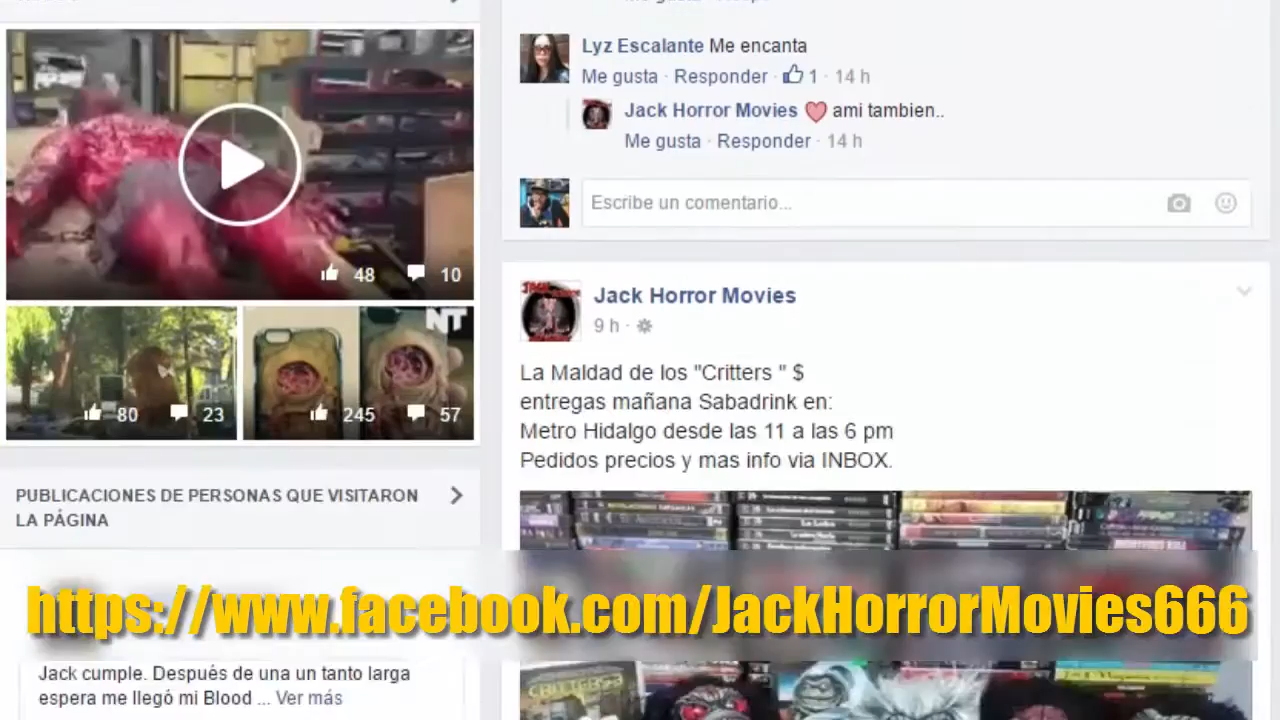 Lyz Escalante Me encanta
Me gusta · Responder · 1 · 14 h
Jack Horror Movies ami tambien..
Me gusta · Responder · 14 h
Escribe un comentario...
48 10
NT
80 23
245 57
Jack Horror Movies
9 h ·
La Maldad de los "Critters " $
entregas mañana Sabadrink en:
Metro Hidalgo desde las 11 a las 6 pm
Pedidos precios y mas info via INBOX.
PUBLICACIONES DE PERSONAS QUE VISITARON
LA PÁGINA
https://www.facebook.com/JackHorrorMovies666
Jack cumple. Después de una un tanto larga
espera me llegó mi Blood ... Ver más
CRITTERS 3